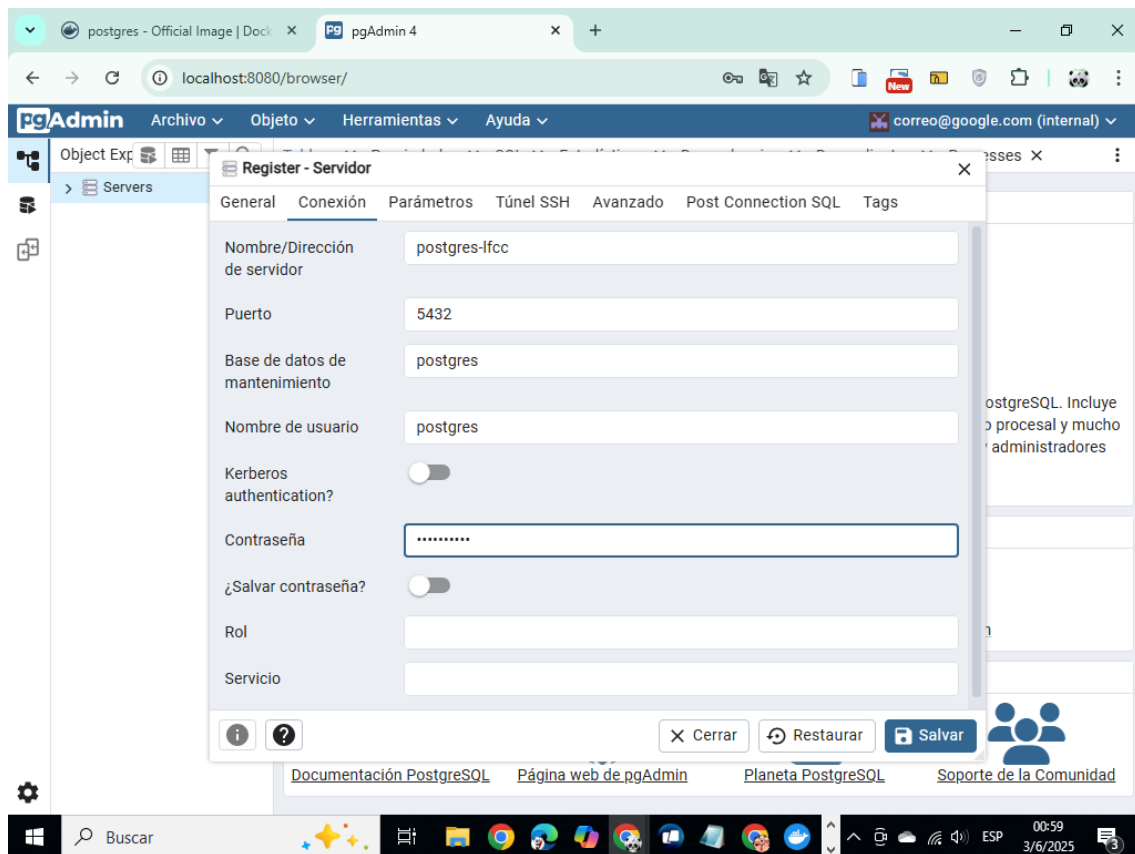 postgres - Official Image | Dock
pgAdmin 4
localhost:8080/browser/
New
pgAdmin
Archivo
Objeto
Herramientas
Ayuda
correo@google.com (internal)
Object Exp
Servers
esses
Register - Servidor
General
Conexión
Parámetros
Túnel SSH
Avanzado
Post Connection SQL
Tags
Nombre/Dirección
de servidor
postgres-lfcc
Puerto
5432
Base de datos de
mantenimiento
postgres
Nombre de usuario
postgres
Kerberos
authentication?
Contraseña
••••••••••
¿Salvar contraseña?
Rol
Servicio
ostgreSQL. Incluye
o procesal y mucho
administradores
Cerrar
Restaurar
Salvar
Documentación PostgreSQL
Página web de pgAdmin
Planeta PostgreSQL
Soporte de la Comunidad
Buscar
ESP
00:59
3/6/2025
3